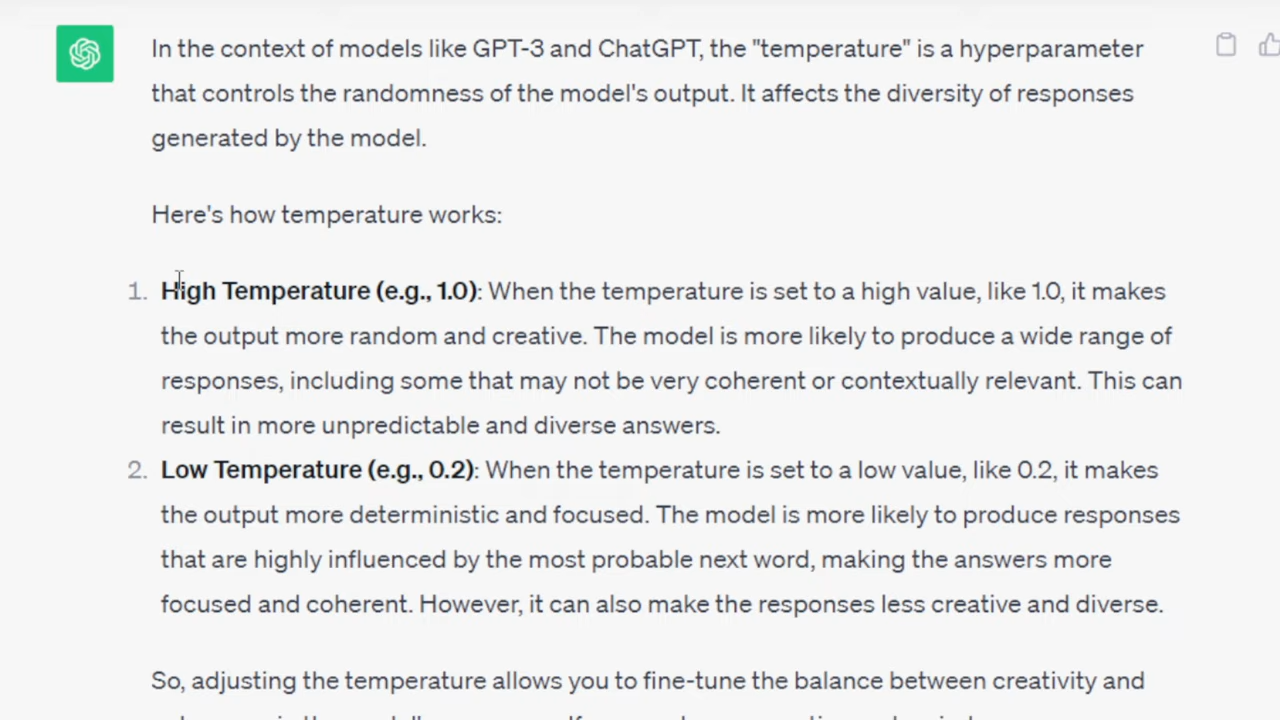 In the context of models like GPT-3 and ChatGPT, the "temperature" is a hyperparameter
that controls the randomness of the model's output. It affects the diversity of responses
generated by the model.
Here's how temperature works:
1. High Temperature (e.g., 1.0): When the temperature is set to a high value, like 1.0, it makes
the output more random and creative. The model is more likely to produce a wide range of
responses, including some that may not be very coherent or contextually relevant. This can
result in more unpredictable and diverse answers.
2. Low Temperature (e.g., 0.2): When the temperature is set to a low value, like 0.2, it makes
the output more deterministic and focused. The model is more likely to produce responses
that are highly influenced by the most probable next word, making the answers more
focused and coherent. However, it can also make the responses less creative and diverse.
So, adjusting the temperature allows you to fine-tune the balance between creativity and